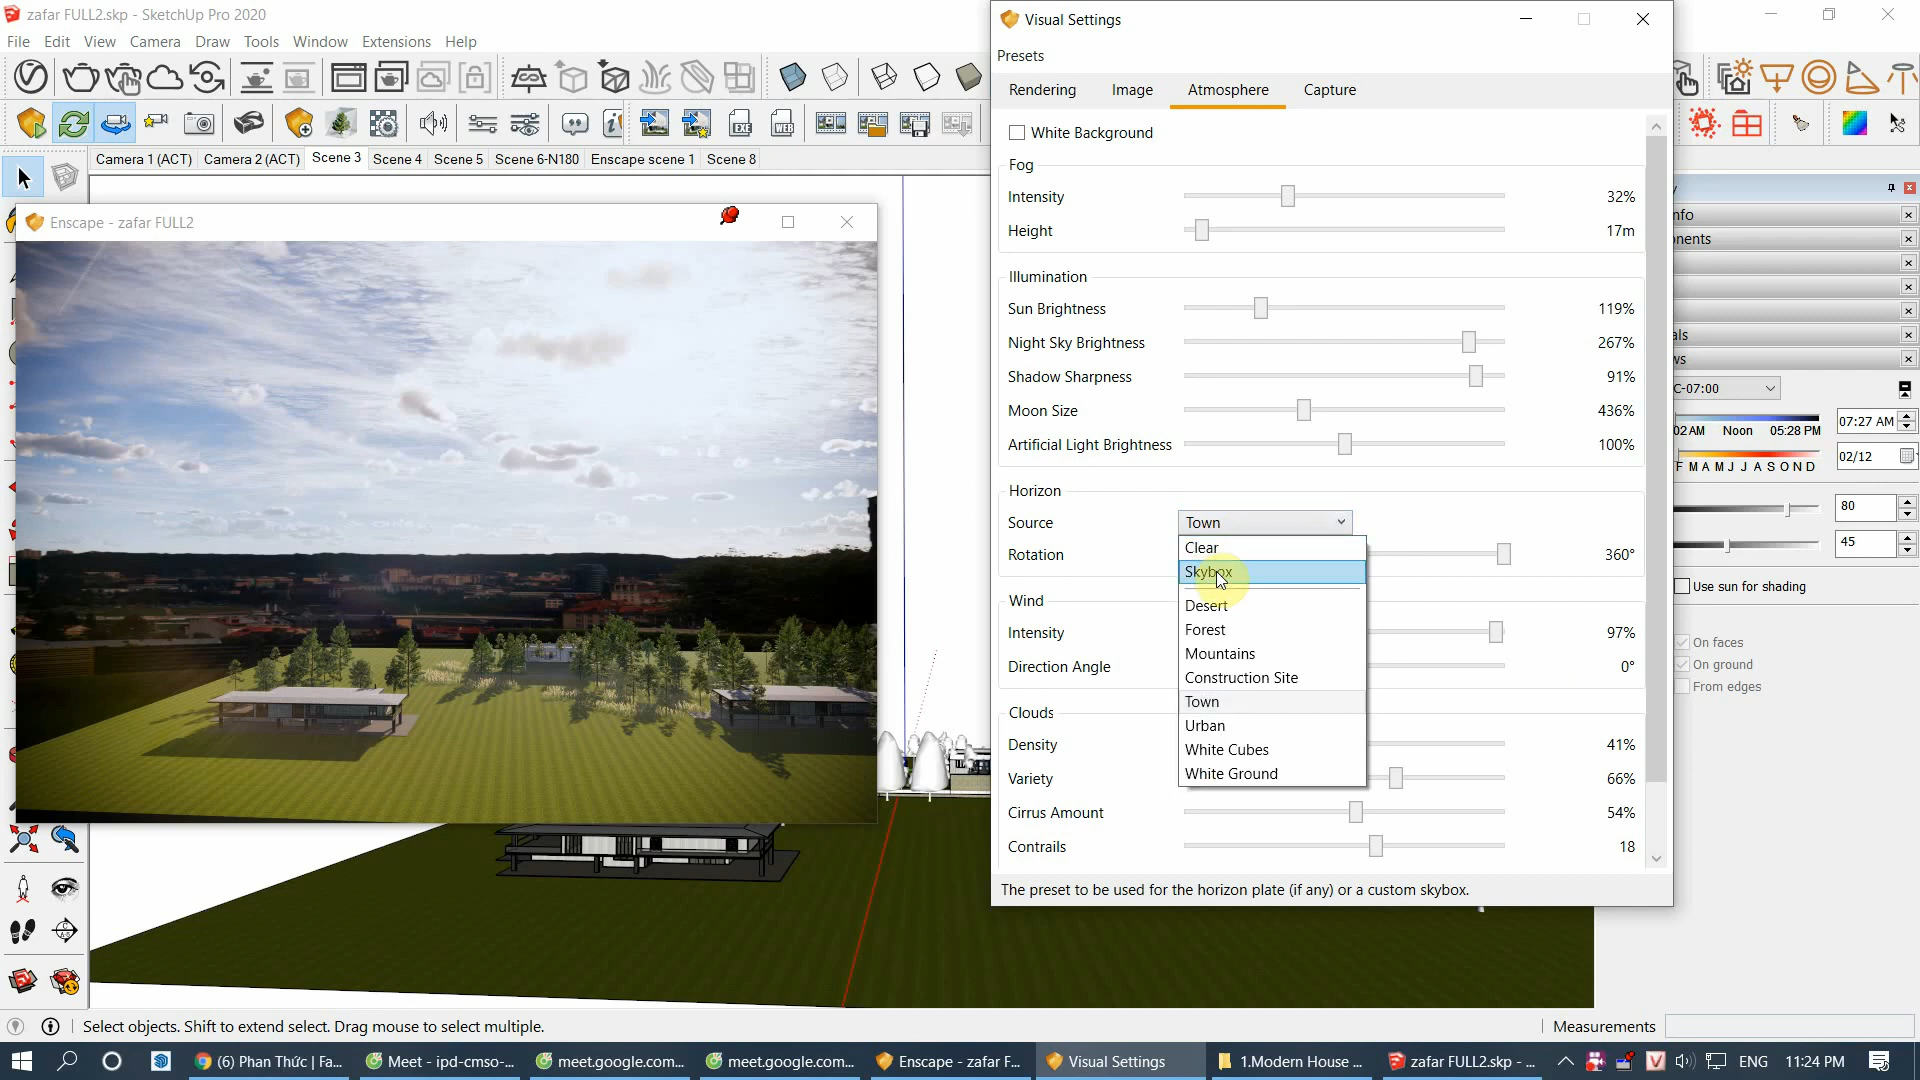 zafar FULL2.skp - SketchUp Pro 2020
File Edit View Camera Draw Tools Window Extensions Help
Camera 1 (ACT) Camera 2 (ACT) Scene 3 Scene 4 Scene 5 Scene 6-N180 Enscape scene 1 Scene 8
Enscape - zafar FULL2
Visual Settings
Presets
Rendering Image Atmosphere Capture
White Background
Fog
Intensity 32%
Height 17m
Illumination
Sun Brightness 119%
Night Sky Brightness 267%
Shadow Sharpness 91%
Moon Size 436%
Artificial Light Brightness 100%
Horizon
Source Town
Rotation 360°
Clear
Skybox
Desert
Forest
Mountains
Construction Site
Town
Urban
White Cubes
White Ground
Wind
Intensity 97%
Direction Angle 0°
Clouds
Density 41%
Variety 66%
Cirrus Amount 54%
Contrails 18
The preset to be used for the horizon plate (if any) or a custom skybox.
C-07:00
07:27 AM
02AM Noon 05:28 PM
02/12
F M A M J J A S O N D
80
45
Use sun for shading
On faces
On ground
From edges
Select objects. Shift to extend select. Drag mouse to select multiple.
Measurements
(6) Phan Thức | Fa... Meet - ipd-cmso-... meet.google.com... meet.google.com... Enscape - zafar F... Visual Settings 1.Modern House ... zafar FULL2.skp - ... ENG 11:24 PM